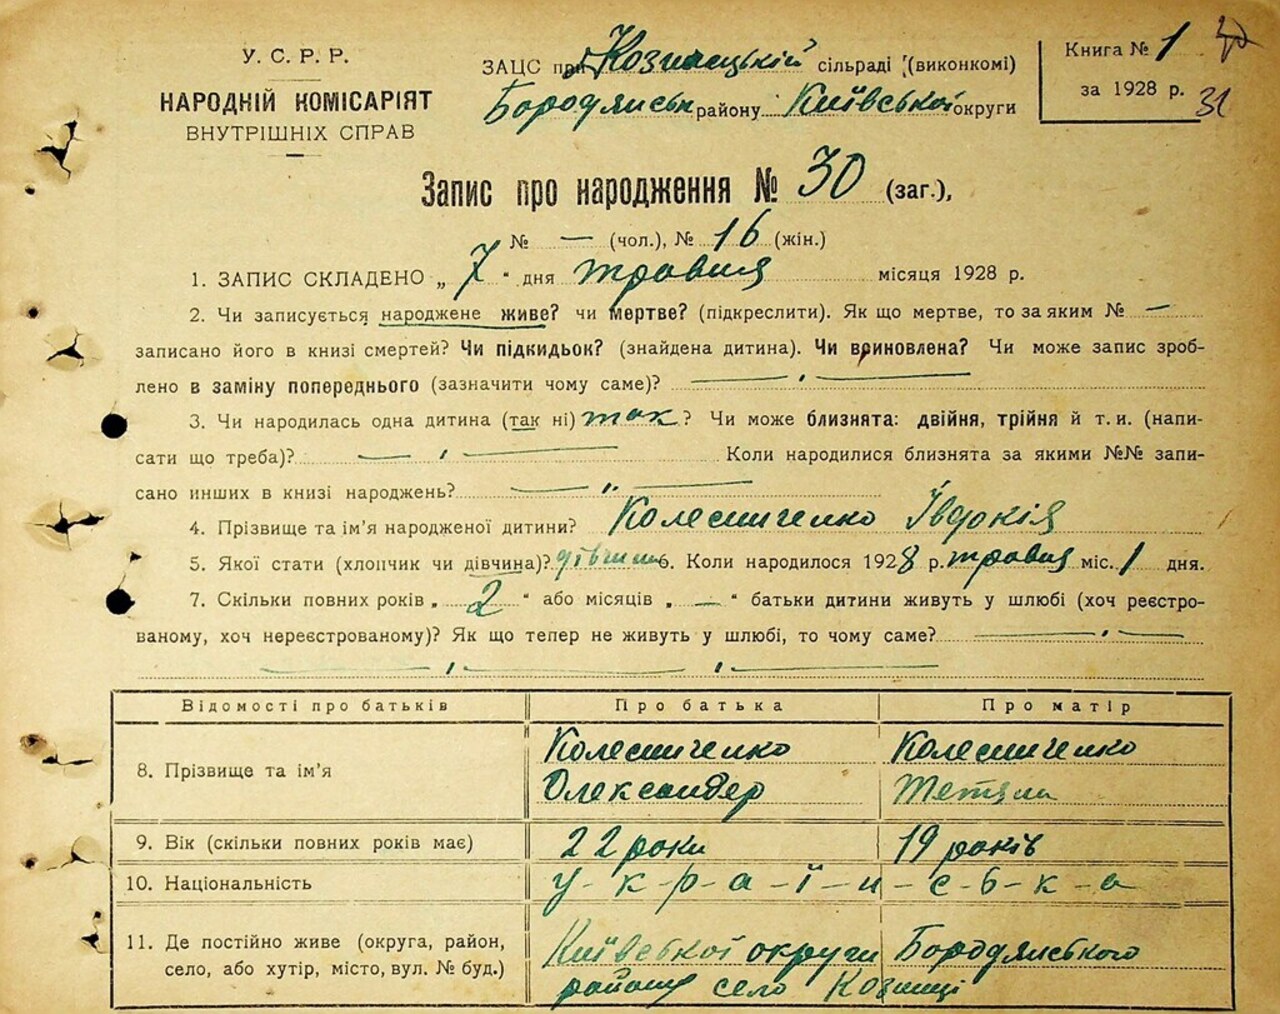 У. С. Р. Р.
НАРОДНІЙ КОМІСАРІЯТ
ВНУТРІШНІХ СПРАВ
ЗАЦС при Козинецькій сільраді (виконкомі)
Бородянськ району Київської округи
Книга № 1
за 1928 р.
31
Запис про народження № 30 (заг.),
№ — (чол.), № 16 (жін.)
1. ЗАПИС СКЛАДЕНО „ 7 " дня травня місяця 1928 р.
2. Чи записується народжене живе? чи мертве? (підкреслити). Як що мертве, то за яким № —
записано його в книзі смертей? Чи підкидьок? (знайдена дитина). Чи вриновлена? Чи може запис зроб-
лено в заміну попереднього (зазначити чому саме)? — „ —
3. Чи народилась одна дитина (так ні) так ? Чи може близнята: двійня, трійня й т. и. (напи-
сати що треба)? — „ — Коли народилися близнята за якими №№ запи-
сано инших в книзі народжень? — „ —
4. Прізвище та ім'я народженої дитини? Колесниченко Івдокія
5. Якої стати (хлопчик чи дівчина)? дівчина 6. Коли народилося 1928 р. травня міс. 1 дня.
7. Скільки повних років „ 2 " або місяців „ — " батьки дитини живуть у шлюбі (хоч реєстро-
ваному, хоч нереєстрованому)? Як що тепер не живуть у шлюбі, то чому саме? — „ —
— „ — „ —
Відомості про батьків Про батька Про матір
8. Прізвище та ім'я Колесниченко Олександер Колесниченко Тетяна
9. Вік (скільки повних років має) 22 роки 19 років
10. Національність у-к-р-а-ї-н-с-ь-к-а
11. Де постійно живе (округа, район, Київської округи Бородянського
село, або хутір, місто, вул. № буд.) району село Козинці